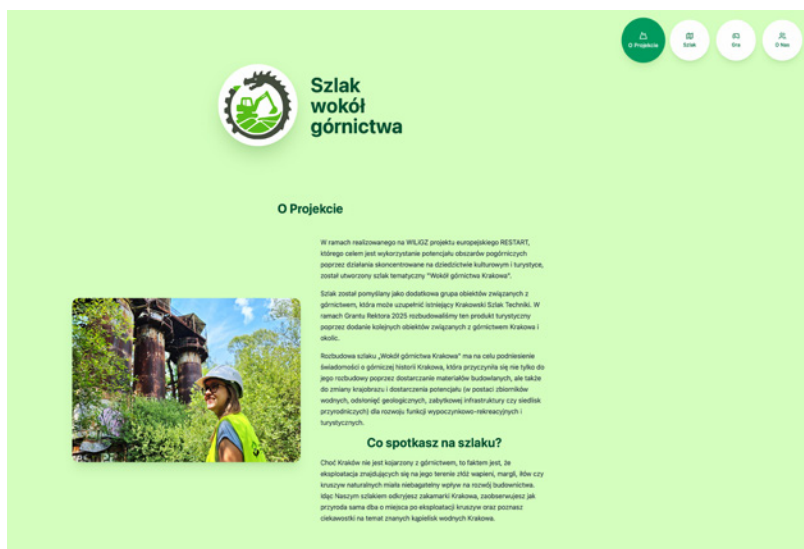 O Projekcie
Szlak
Gra
O Nas
Szlak
wokół
górnictwa
O Projekcie
W ramach realizowanego na WILiGZ projektu europejskiego RESTART,
którego celem jest wykorzystanie potencjału obszarów pogórniczych
poprzez działania skoncentrowane na dziedzictwie kulturowym i turystyce,
został utworzony szlak tematyczny "Wokół górnictwa Krakowa".
Szlak został pomyślany jako dodatkowa grupa obiektów związanych z
górnictwem, która może uzupełnić istniejący Krakowski Szlak Techniki. W
ramach Grantu Rektora 2025 rozbudowaliśmy ten produkt turystyczny
poprzez dodanie kolejnych obiektów związanych z górnictwem Krakowa i
okolic.
Rozbudowa szlaku „Wokół górnictwa Krakowa" ma na celu podniesienie
świadomości o górniczej historii Krakowa, która przyczyniła się nie tylko do
jego rozbudowy poprzez dostarczanie materiałów budowlanych, ale także
do zmiany krajobrazu i dostarczenia potencjału (w postaci zbiorników
wodnych, odsłonięć geologicznych, zabytkowej infrastruktury czy siedlisk
przyrodniczych) dla rozwoju funkcji wypoczynkowo-rekreacyjnych i
turystycznych.
Co spotkasz na szlaku?
Choć Kraków nie jest kojarzony z górnictwem, to faktem jest, że
eksploatacja znajdujących się na jego terenie złóż wapieni, margli, iłów czy
kruszyw naturalnych miała niebagatelny wpływ na rozwój budownictwa.
Idąc Naszym szlakiem odkryjesz zakamarki Krakowa, zaobserwujesz jak
przyroda sama dba o miejsca po eksploatacji kruszyw oraz poznasz
ciekawostki na temat znanych kąpielisk wodnych Krakowa.